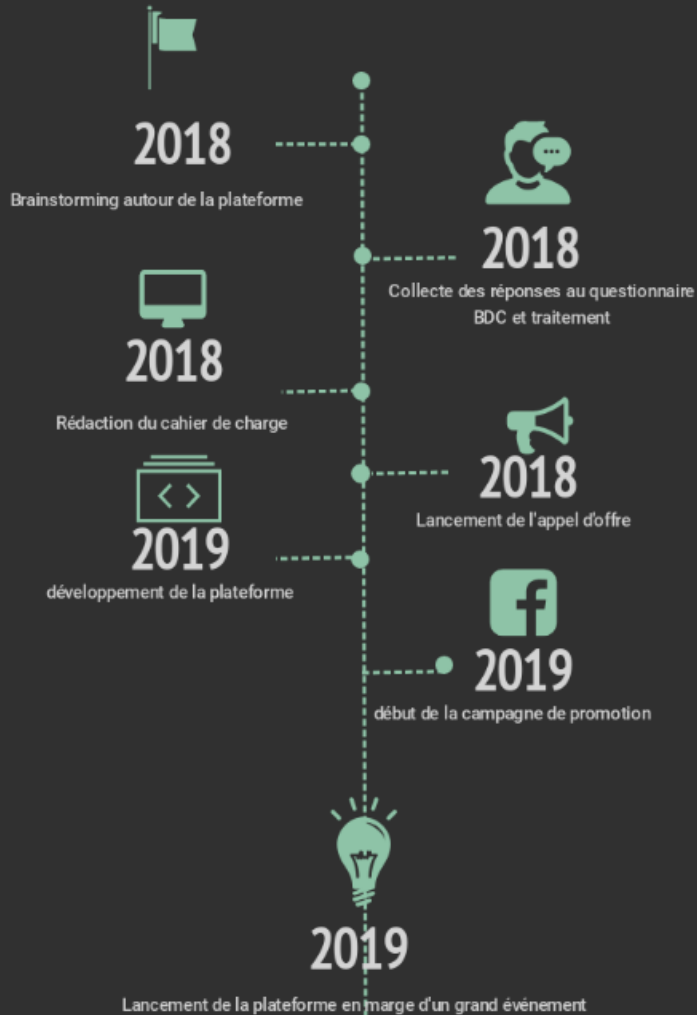 2018
Brainstorming autour de la plateforme
2018
Collecte des réponses au questionnaire
BDC et traitement
2018
Rédaction du cahier de charge
2018
Lancement de l'appel d'offre
2019
développement de la plateforme
2019
début de la campagne de promotion
2019
Lancement de la plateforme en marge d'un grand événement